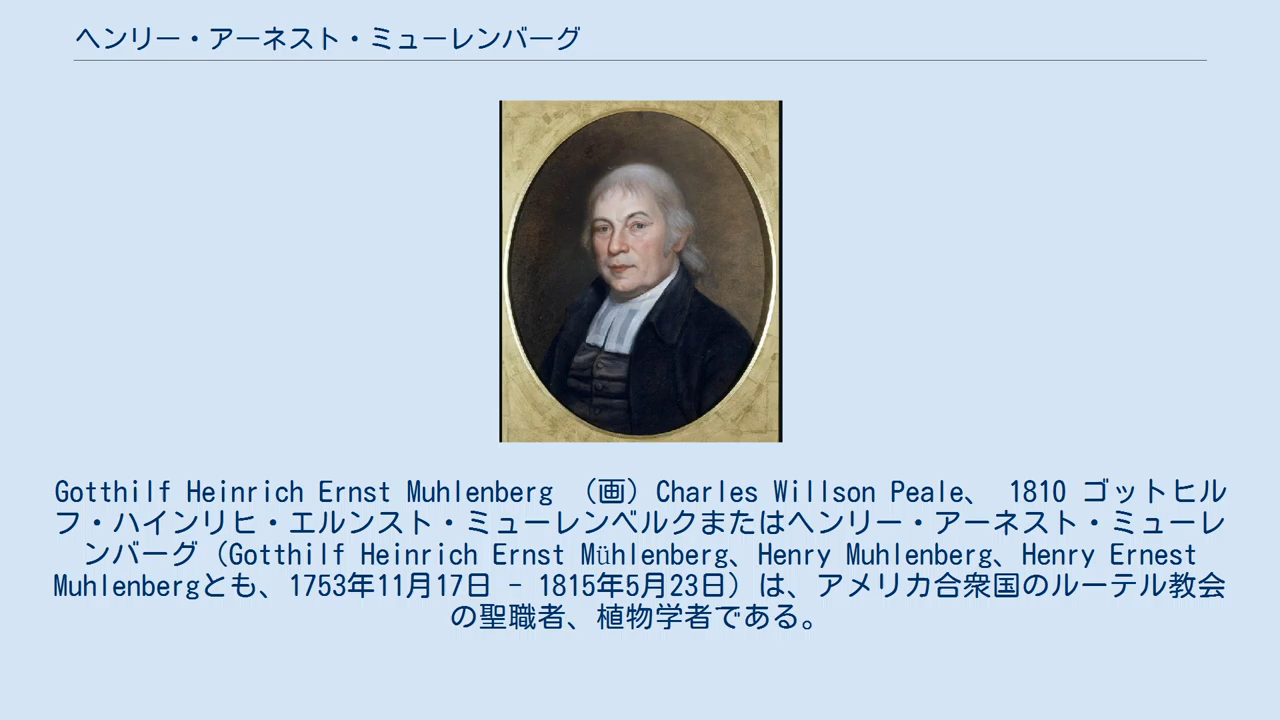 ヘンリー・アーネスト・ミューレンバーグ
Gotthilf Heinrich Ernst Muhlenberg （画）Charles Willson Peale、 1810 ゴットヒル
フ・ハインリヒ・エルンスト・ミューレンベルクまたはヘンリー・アーネスト・ミューレ
ンバーグ（Gotthilf Heinrich Ernst Mühlenberg、Henry Muhlenberg、Henry Ernest
Muhlenbergとも、1753年11月17日 - 1815年5月23日）は、アメリカ合衆国のルーテル教会
の聖職者、植物学者である。